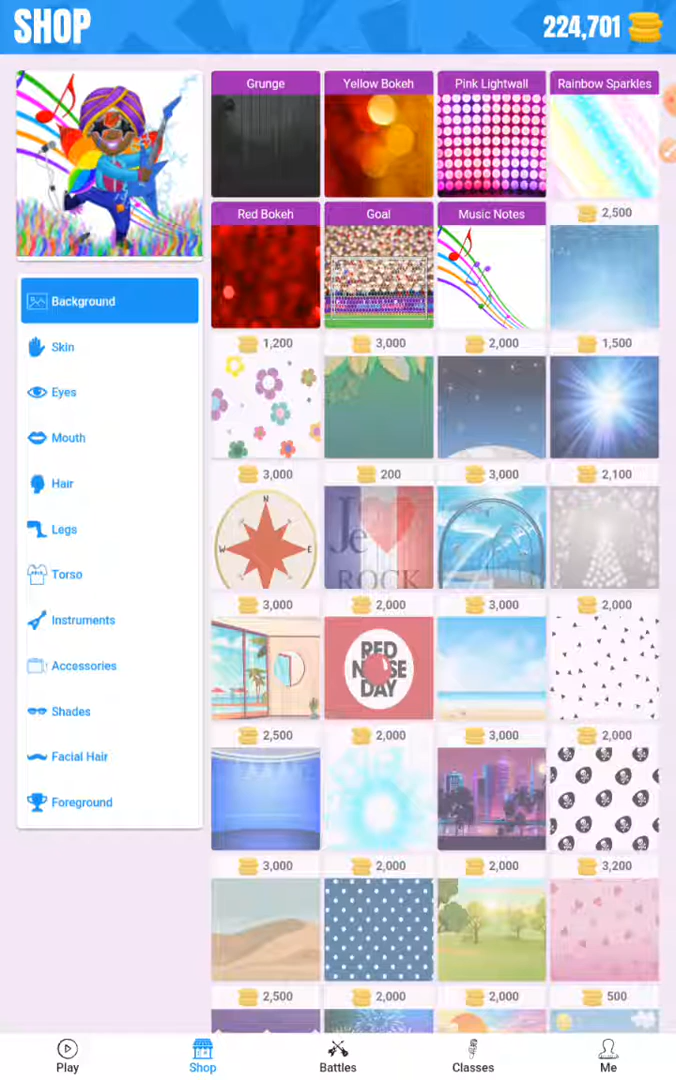 SHOP
224,701
Grunge
Yellow Bokeh
Pink Lightwall
Rainbow Sparkles
Red Bokeh
Goal
Music Notes
2,500
1,200
3,000
2,000
1,500
3,000
200
3,000
2,100
N
W
E
Je
ROCK
3,000
2,000
3,000
2,000
RED
NOSE
DAY
2,500
2,000
3,000
2,000
3,000
2,000
2,000
3,200
2,500
2,000
2,000
500
Background
Skin
Eyes
Mouth
Hair
Legs
Torso
Instruments
Accessories
Shades
Facial Hair
Foreground
Play
Shop
Battles
Classes
Me